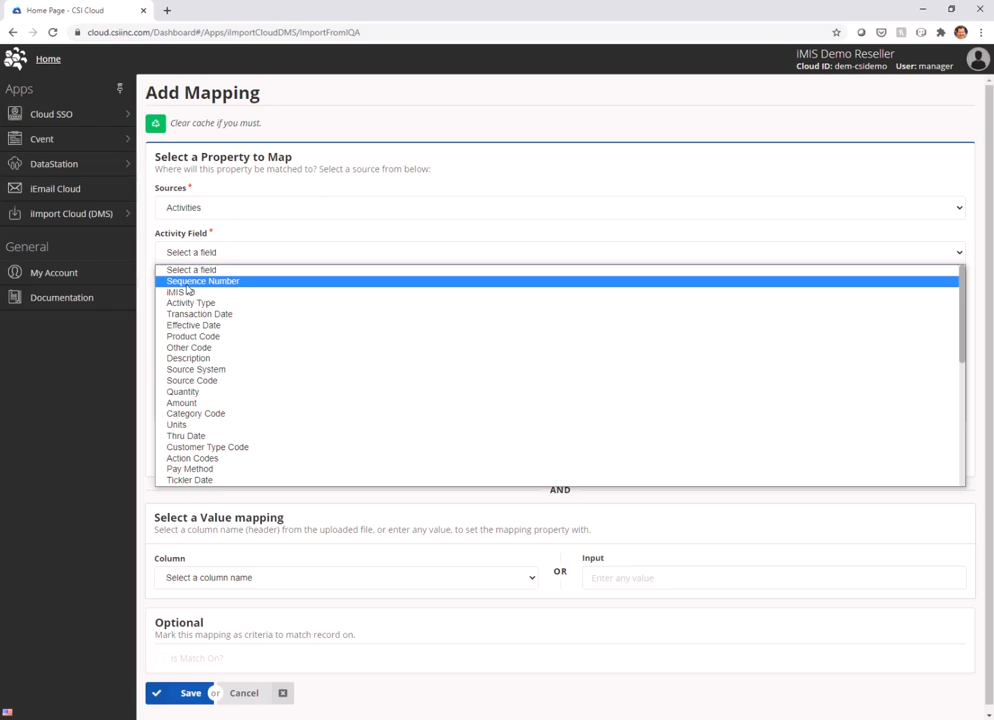 Home Page - CSI Cloud
cloud.csiinc.com/Dashboard#/Apps/iImportCloudDMS/ImportFromIQA
Home
iMIS Demo Reseller
Cloud ID: dem-csidemo User: manager
Apps
Cloud SSO
Cvent
DataStation
iEmail Cloud
iImport Cloud (DMS)
General
My Account
Documentation
Add Mapping
Clear cache if you must.
Select a Property to Map
Where will this property be matched to? Select a source from below:
Sources *
Activities
Activity Field *
Select a field
Select a field
Sequence Number
iMIS
Activity Type
Transaction Date
Effective Date
Product Code
Other Code
Description
Source System
Source Code
Quantity
Amount
Category Code
Units
Thru Date
Customer Type Code
Action Codes
Pay Method
Tickler Date
AND
Select a Value mapping
Select a column name (header) from the uploaded file, or enter any value, to set the mapping property with.
Column
Select a column name
OR
Input
Enter any value
Optional
Mark this mapping as criteria to match record on.
Is Match On?
Save or Cancel